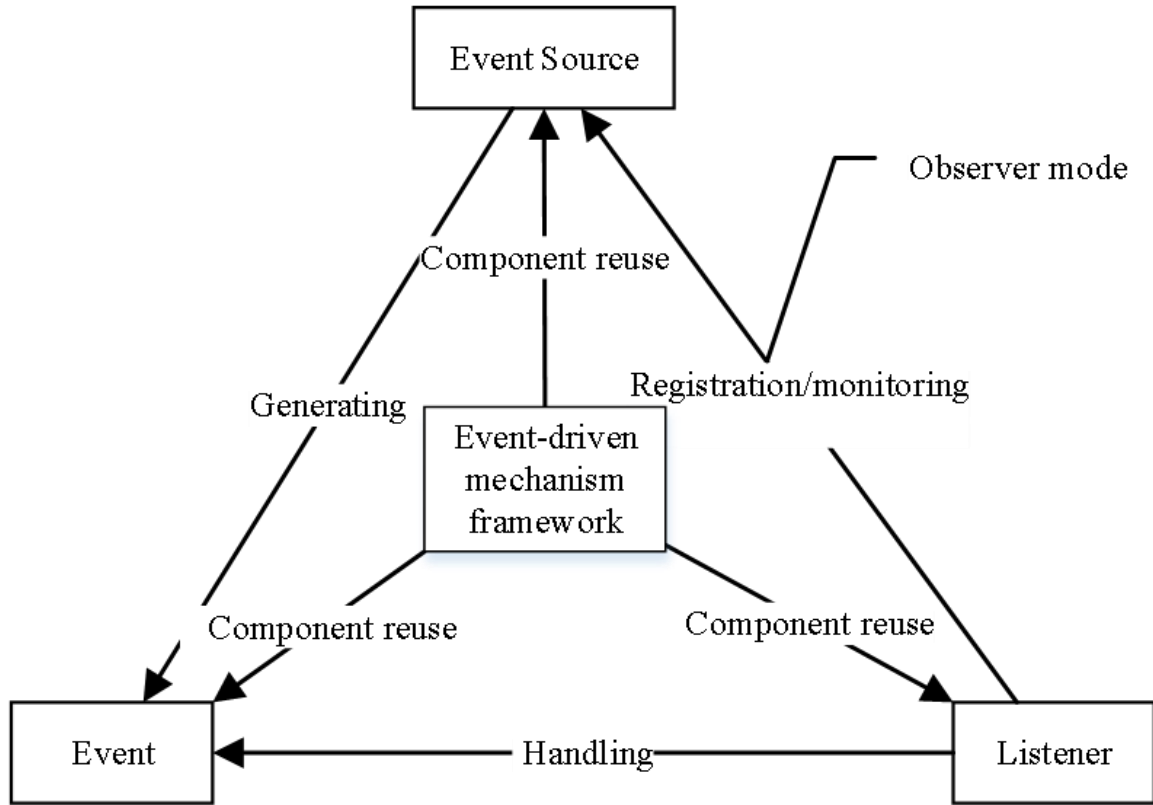 Event Source
Observer mode
Component reuse
Registration/monitoring
Generating
Event-driven
mechanism
framework
Component reuse
Component reuse
Event
Handling
Listener